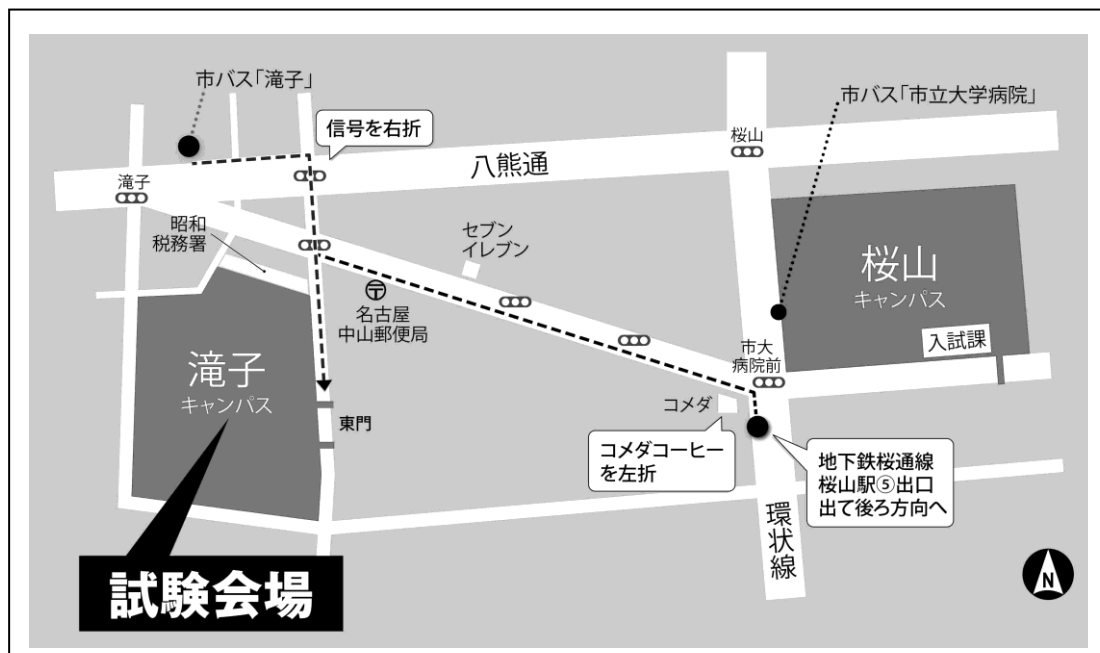 市バス「滝子」
市バス「市立大学病院」
信号を右折
桜山
八熊通
滝子
昭和
税務署
セブン
イレブン
桜山
キャンパス
〒
名古屋
中山郵便局
入試課
市大
病院前
滝子
キャンパス
コメダ
東門
コメダコーヒー
を左折
地下鉄桜通線
桜山駅⑤出口
出て後ろ方向へ
環状線
試験会場
N